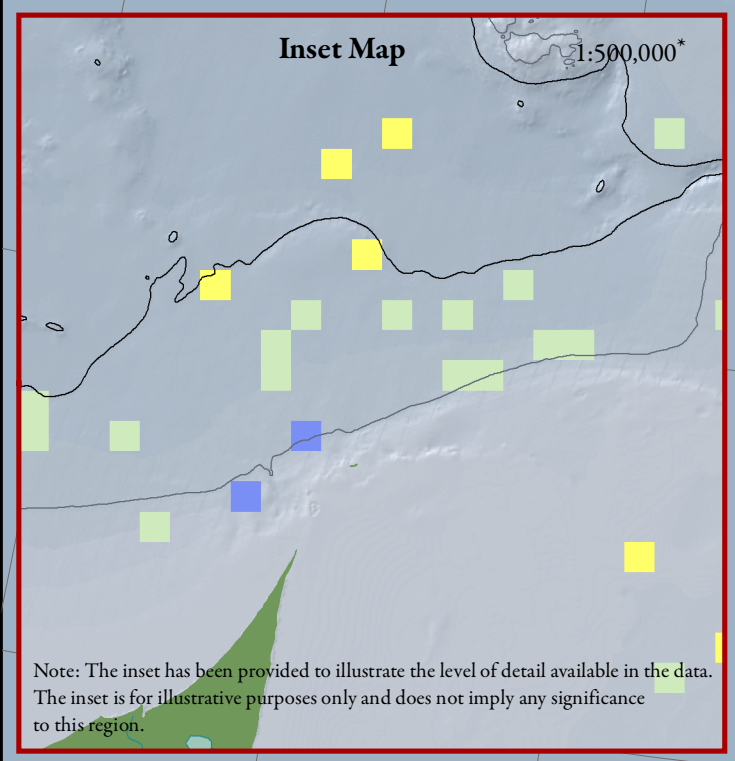 Inset Map
1:500,000*
Note: The inset has been provided to illustrate the level of detail available in the data.
The inset is for illustrative purposes only and does not imply any significance
to this region.